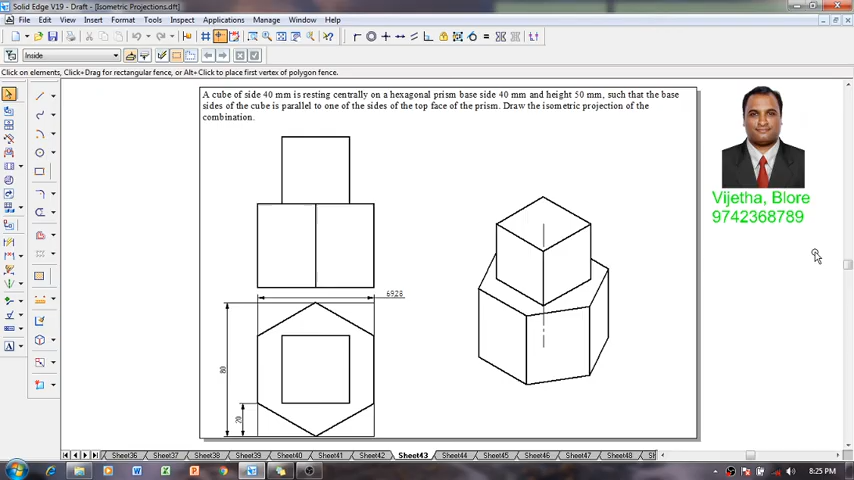 Solid Edge V19 - Draft - [Isometric Projections.dft]
File Edit View Insert Format Tools Inspect Applications Manage Window Help
Inside
Click on elements, Click+Drag for rectangular fence, or Alt+Click to place first vertex of polygon fence.
A cube of side 40 mm is resting centrally on a hexagonal prism base side 40 mm and height 50 mm, such that the base
sides of the cube is parallel to one of the sides of the top face of the prism. Draw the isometric projection of the
combination.
Vijetha, Blore
9742368789
69.28
80
20
Sheet36 Sheet37 Sheet38 Sheet39 Sheet40 Sheet41 Sheet42 Sheet43 Sheet44 Sheet45 Sheet46 Sheet47 Sheet48 Sh
8:25 PM